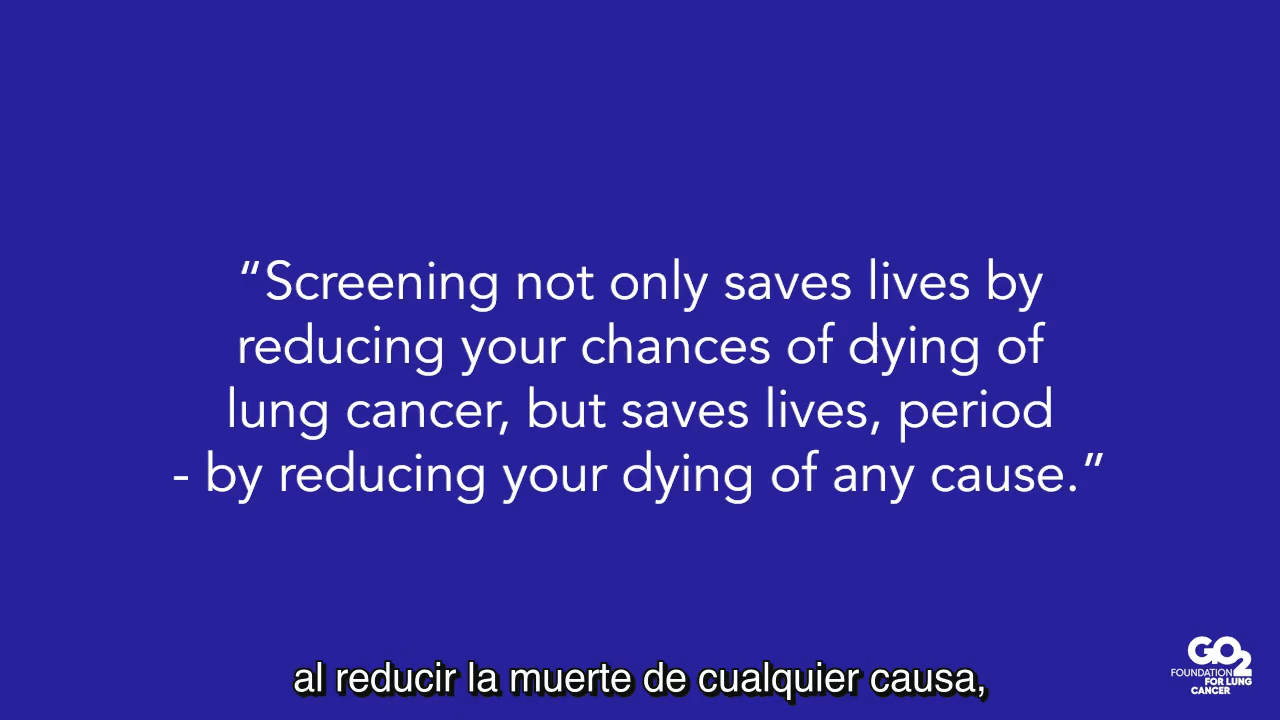 “Screening not only saves lives by
reducing your chances of dying of
lung cancer, but saves lives, period
- by reducing your dying of any cause.”
al reducir la muerte de cualquier causa,
GO2
FOUNDATION
FOR LUNG
CANCER